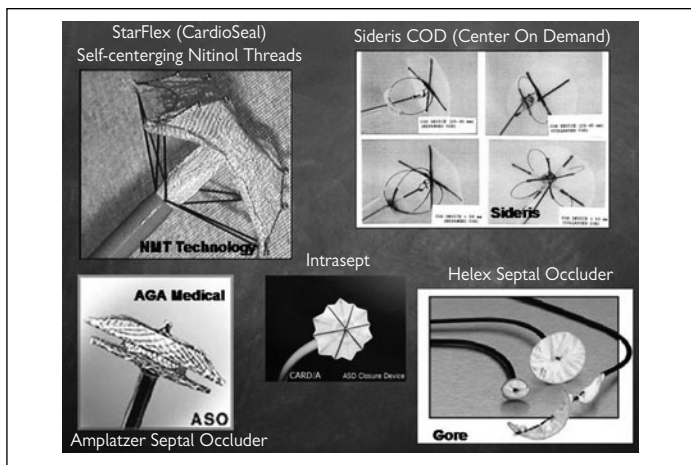 StarFlex (CardioSeal)
Self-centerging Nitinol Threads
Sideris COD (Center On Demand)
NMT Technology
Sideris
Intrasept
Helex Septal Occluder
AGA Medical
ASO
CARDIA
ASD Closure Device
Gore
Amplatzer Septal Occluder